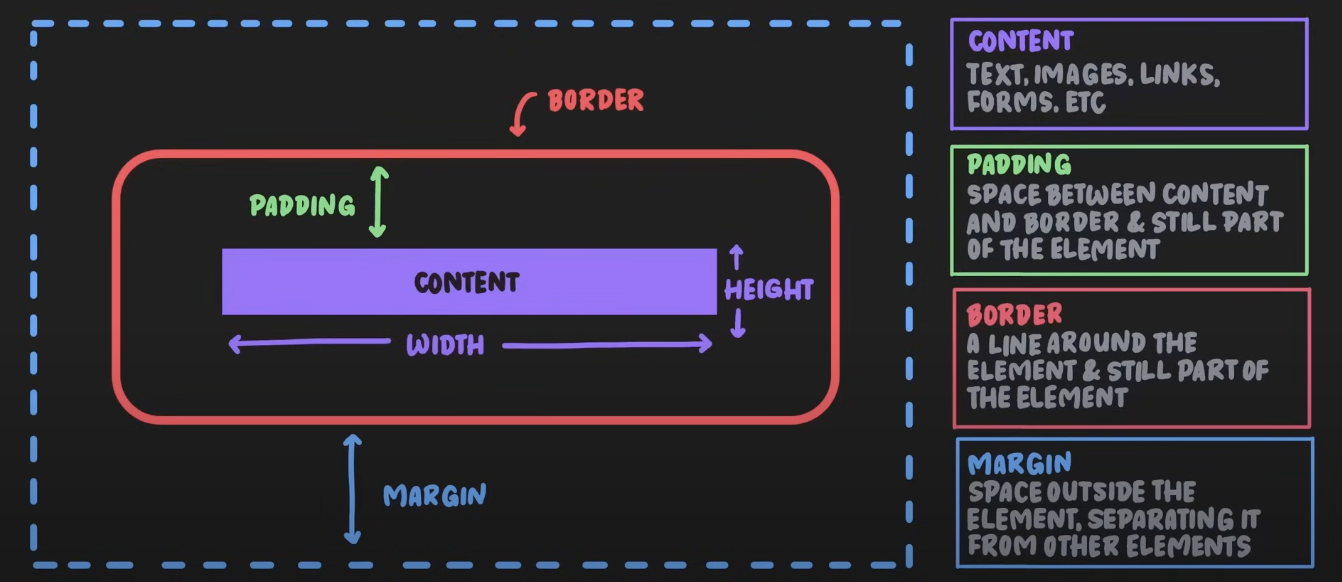 BORDER
PADDING
CONTENT
HEIGHT
WIDTH
MARGIN
CONTENT
TEXT, IMAGES, LINKS,
FORMS. ETC
PADDING
SPACE BETWEEN CONTENT
AND BORDER & STILL PART
OF THE ELEMENT
BORDER
A LINE AROUND THE
ELEMENT & STILL PART OF
THE ELEMENT
MARGIN
SPACE OUTSIDE THE
ELEMENT, SEPARATING IT
FROM OTHER ELEMENTS